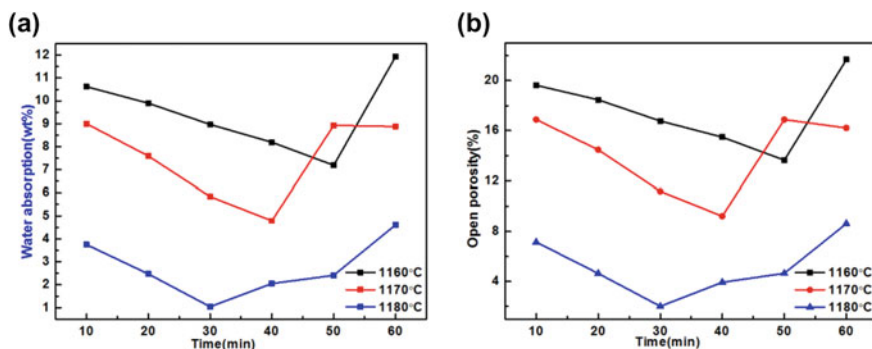 (a)
Water absorption(wt%)
12
11
10
9
8
7
6
5
4
3
2
1
10 20 30 40 50 60
Time(min)
1160°C
1170°C
1180°C
(b)
Open porosity(%)
20
16
12
8
4
10 20 30 40 50 60
Time(min)
1160°C
1170°C
1180°C